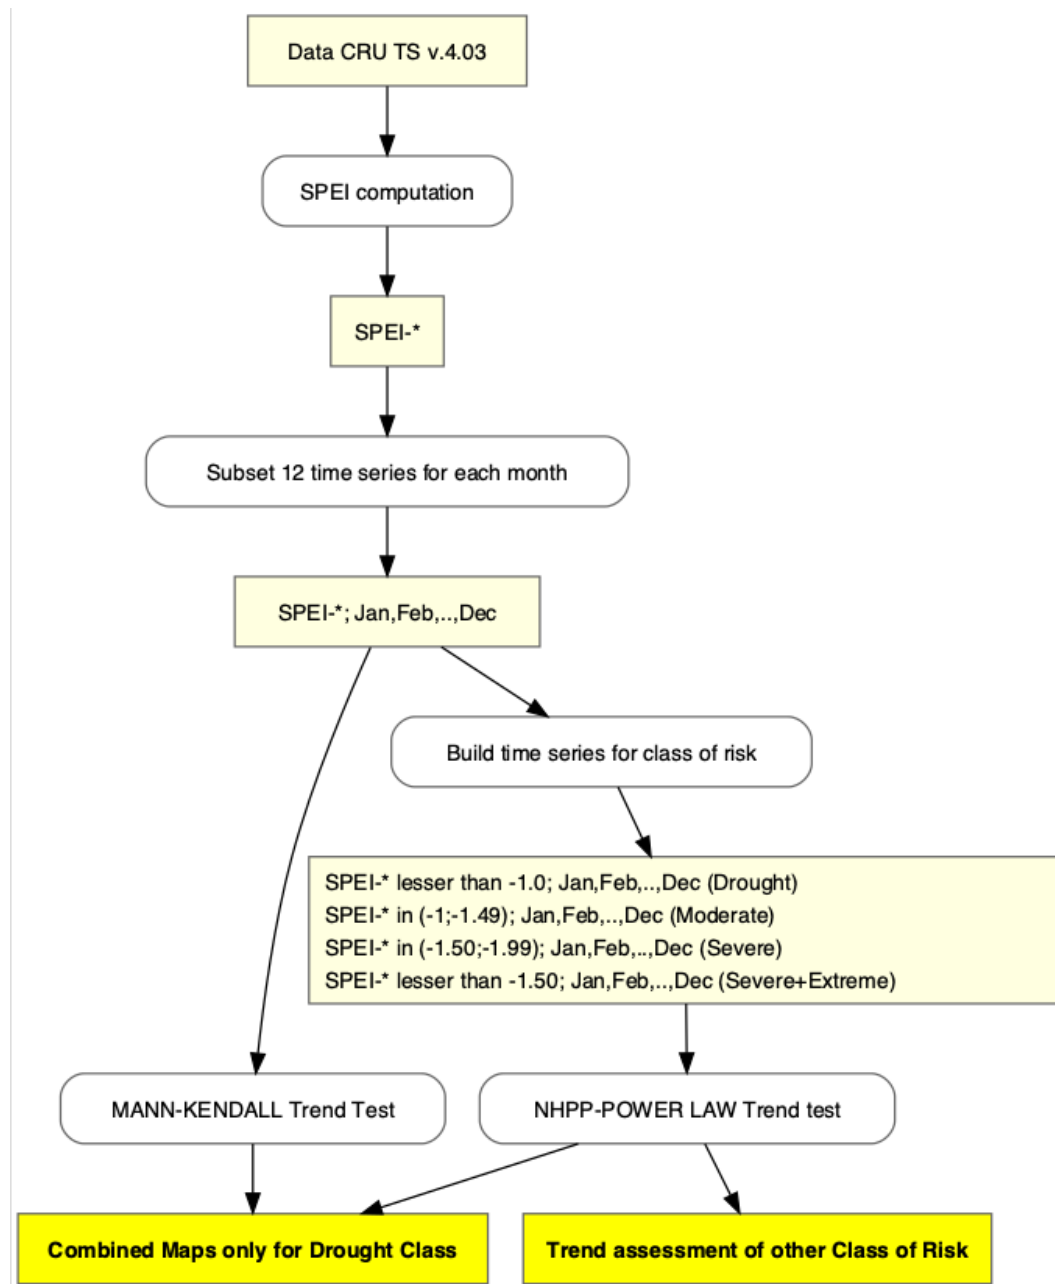 Data CRU TS v.4.03
SPEI computation
SPEI-*
Subset 12 time series for each month
SPEI-*; Jan,Feb,..,Dec
Build time series for class of risk
SPEI-* lesser than -1.0; Jan,Feb,..,Dec (Drought)
SPEI-* in (-1;-1.49); Jan,Feb,..,Dec (Moderate)
SPEI-* in (-1.50;-1.99); Jan,Feb,..,Dec (Severe)
SPEI-* lesser than -1.50; Jan,Feb,..,Dec (Severe+Extreme)
MANN-KENDALL Trend Test
NHPP-POWER LAW Trend test
Combined Maps only for Drought Class
Trend assessment of other Class of Risk